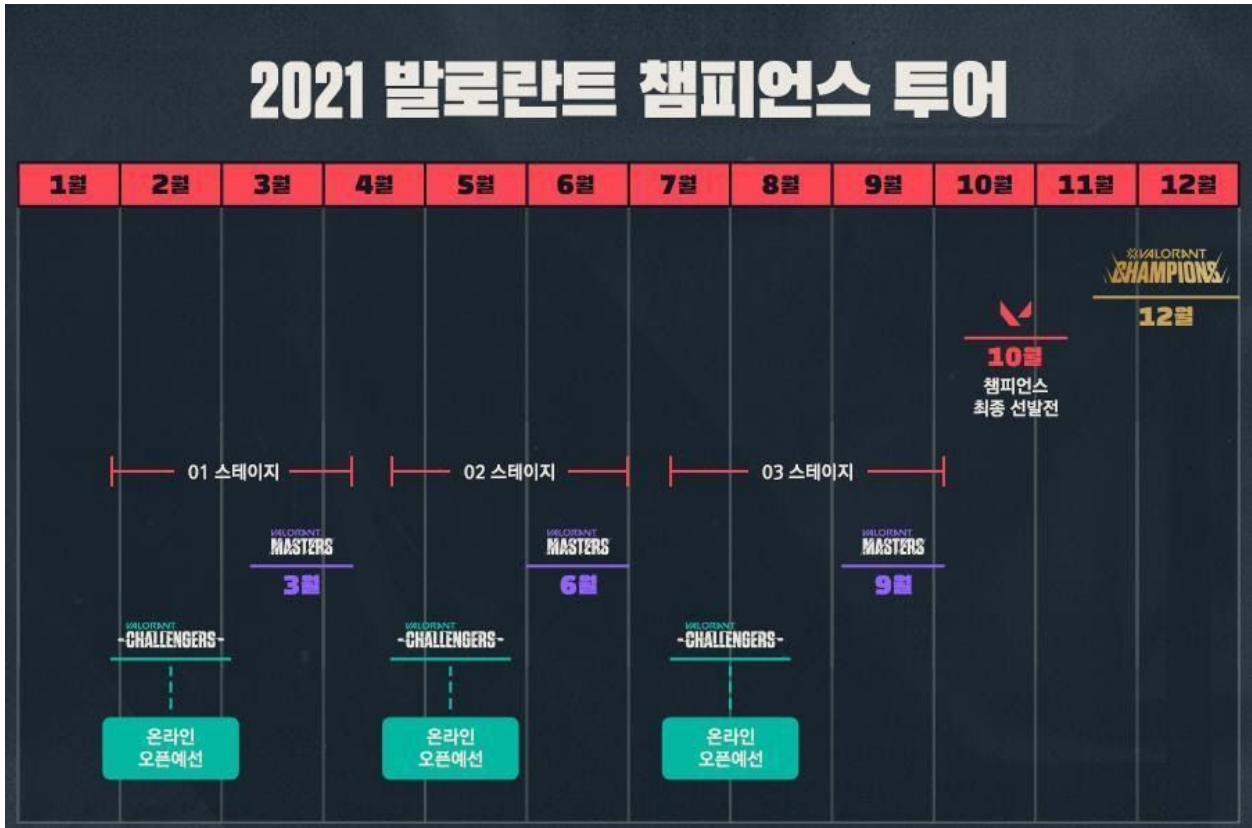 2021 발로란트 챔피언스 투어
1월 2월 3월 4월 5월 6월 7월 8월 9월 10월 11월 12월
VALORANT
CHAMPIONS
12월
10월
챔피언스
최종 선발전
01 스테이지
02 스테이지
03 스테이지
VALORANT
MASTERS
3월
VALORANT
MASTERS
6월
VALORANT
MASTERS
9월
VALORANT
-CHALLENGERS-
VALORANT
-CHALLENGERS-
VALORANT
-CHALLENGERS-
온라인
오픈예선
온라인
오픈예선
온라인
오픈예선